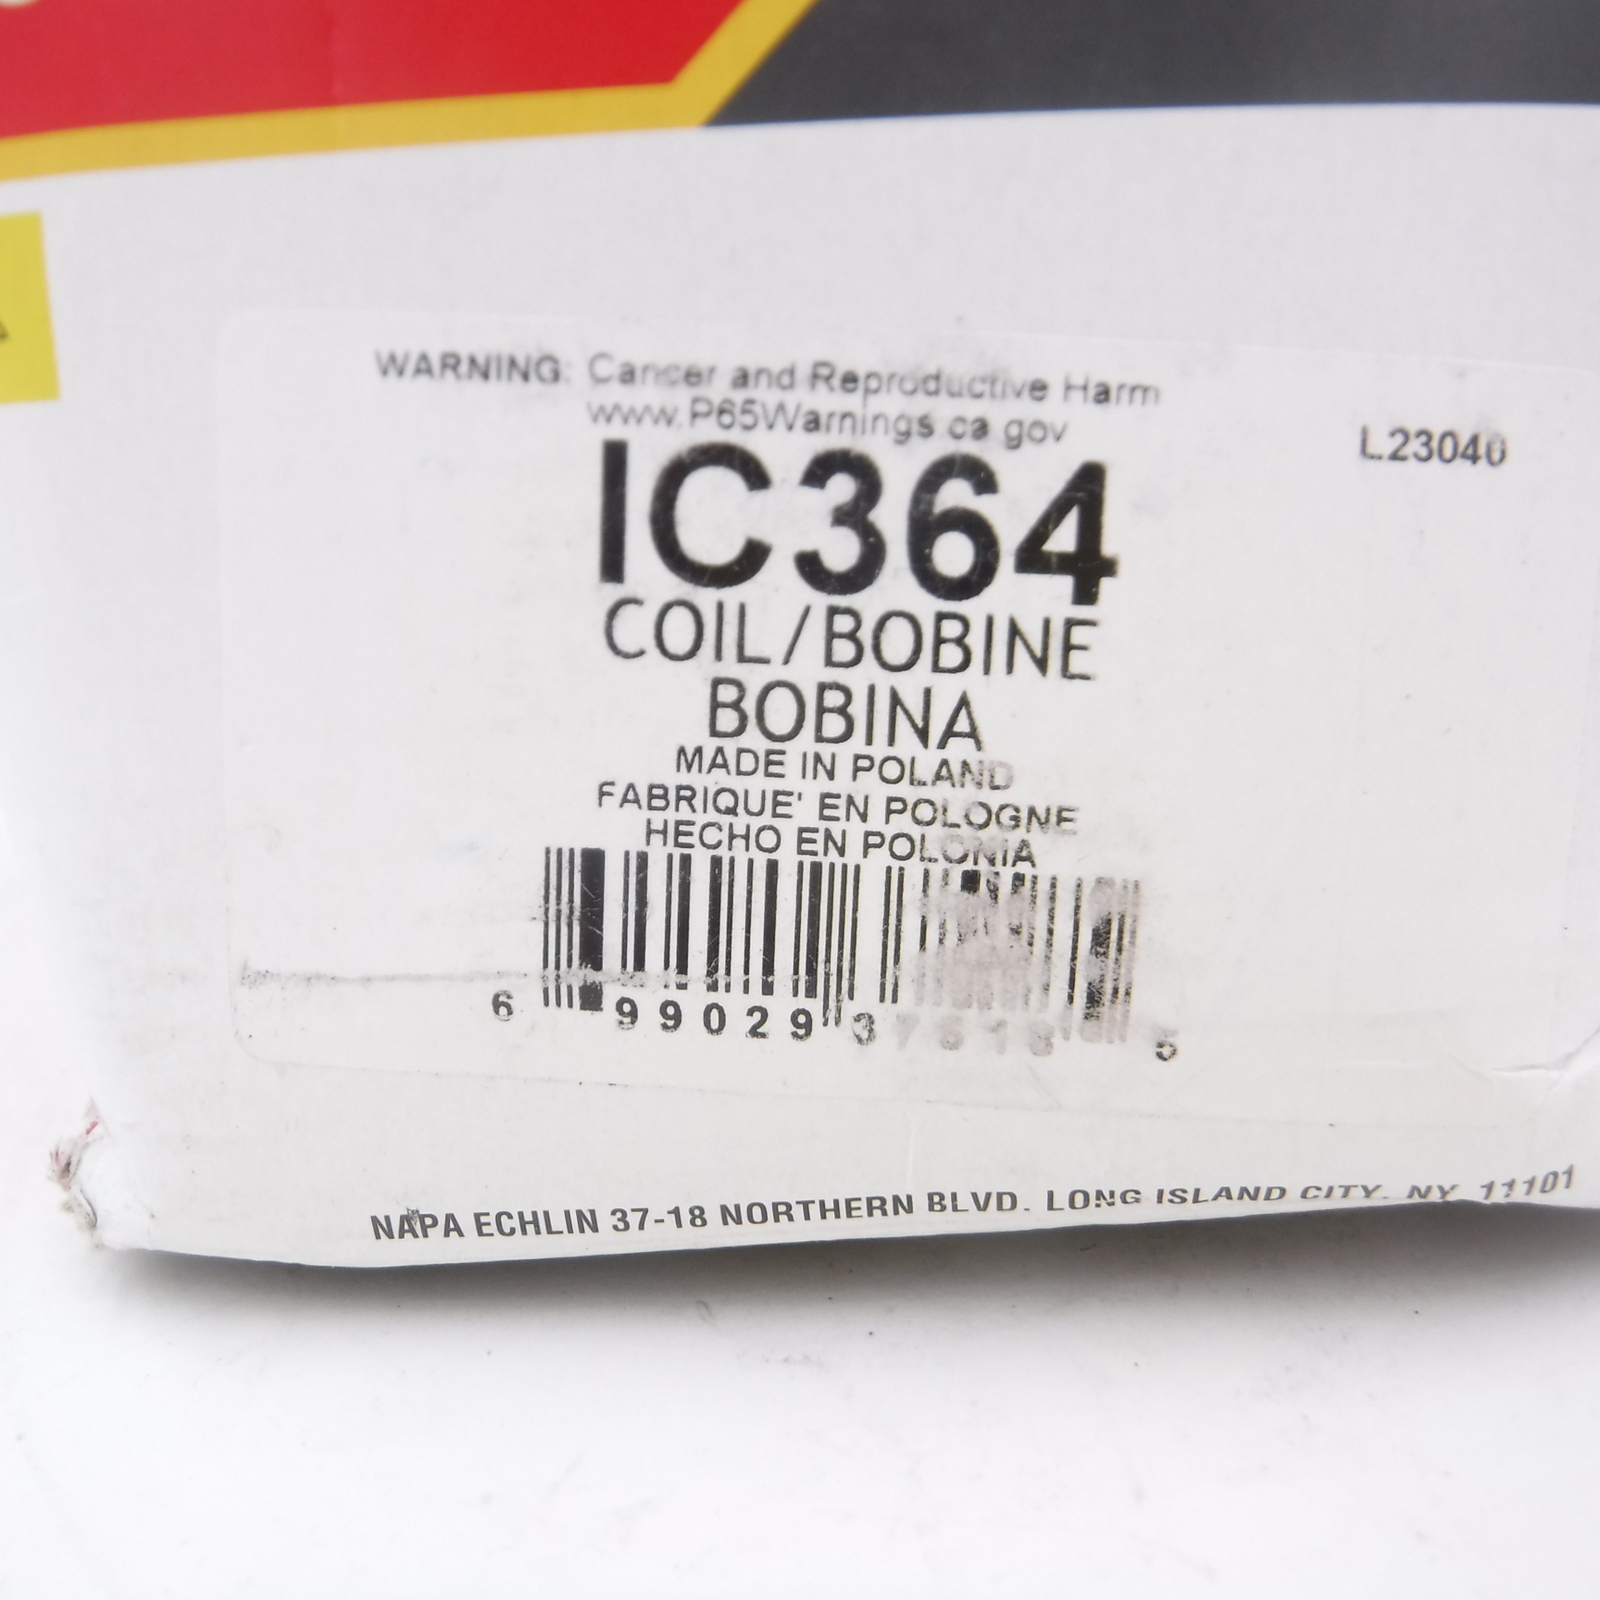 WARNING: Cancer and Reproductive Harm
www.P65Warnings.ca.gov
L23040
IC364
COIL/BOBINE
BOBINA
MADE IN POLAND
FABRIQUE' EN POLOGNE
HECHO EN POLONIA
6 99029 37518 5
NAPA ECHLIN 37-18 NORTHERN BLVD. LONG ISLAND CITY, NY 11101